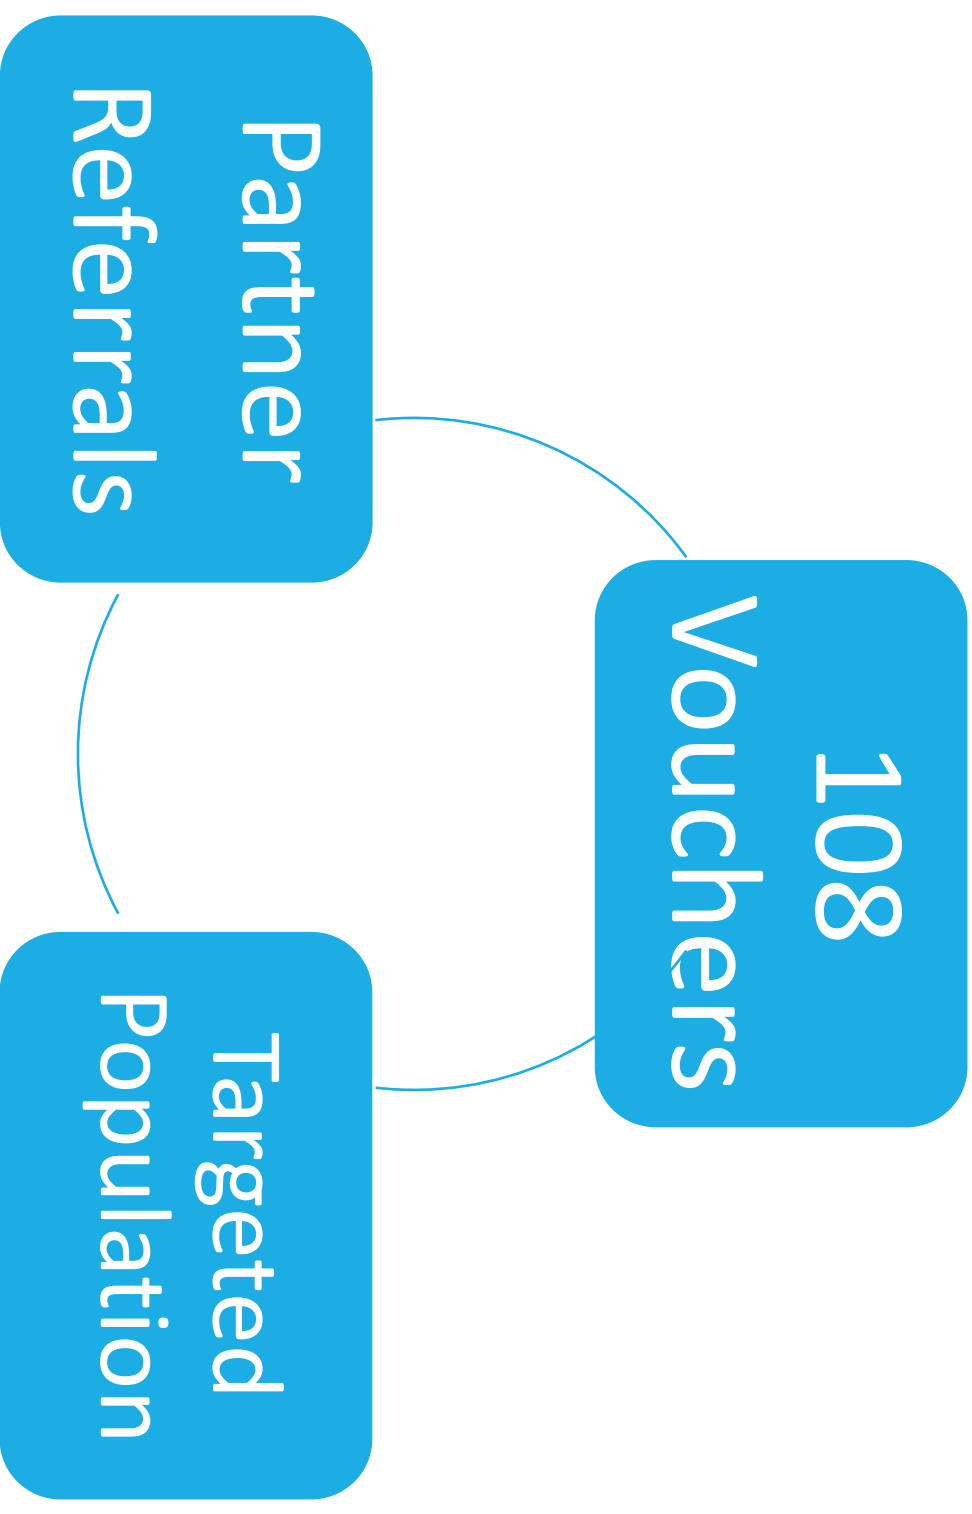 108
Vouchers
Partner
Referrals
Targeted
Population